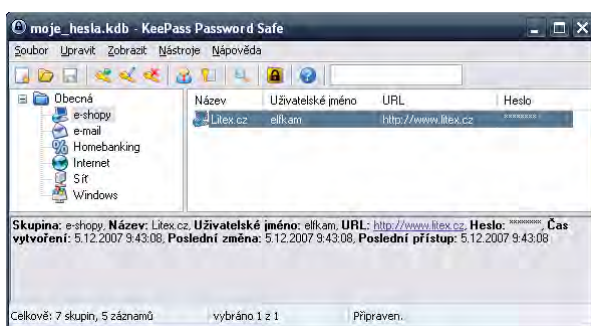 moje_hesla.kdb - KeePass Password Safe
Soubor Upravit Zobrazit Nástroje Nápověda
Obecná
e-shopy
e-mail
Homebanking
Internet
Síť
Windows
Název Uživatelské jméno URL Heslo
Litex.cz elfkam http://www.litex.cz ********
Skupina: e-shopy, Název: Litex.cz, Uživatelské jméno: elfkam, URL: http://www.litex.cz, Heslo: ********, Čas
vytvoření: 5.12.2007 9:43:08, Poslední změna: 5.12.2007 9:43:08, Poslední přístup: 5.12.2007 9:43:08
Celkově: 7 skupin, 5 záznamů vybráno 1 z 1 Připraven.